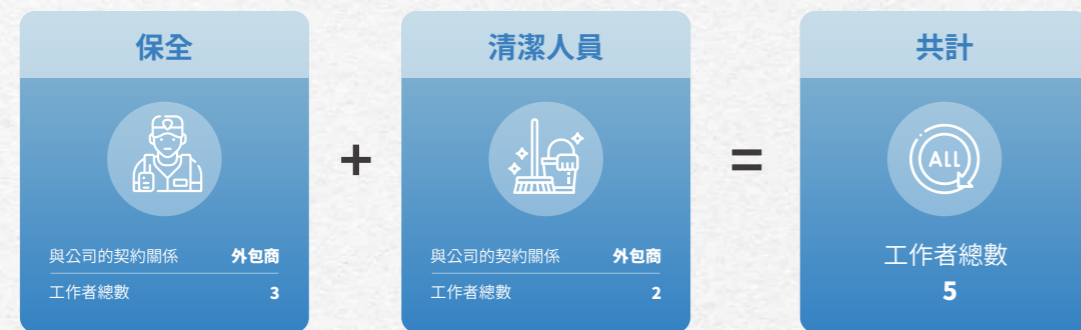 保全
與公司的契約關係 外包商
工作者總數 3
+
清潔人員
與公司的契約關係 外包商
工作者總數 2
=
共計
ALL
工作者總數
5